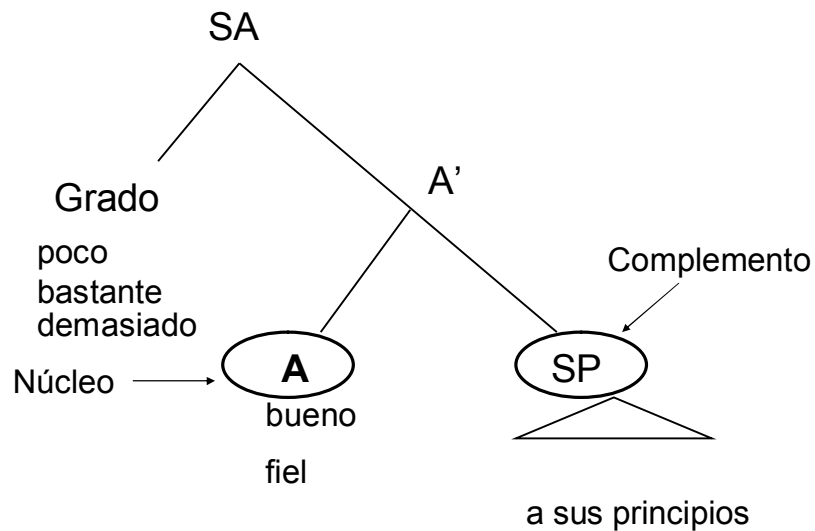 SA
A’
Grado
poco
bastante
demasiado
Complemento
Núcleo
A
SP
bueno
fiel
a sus principios